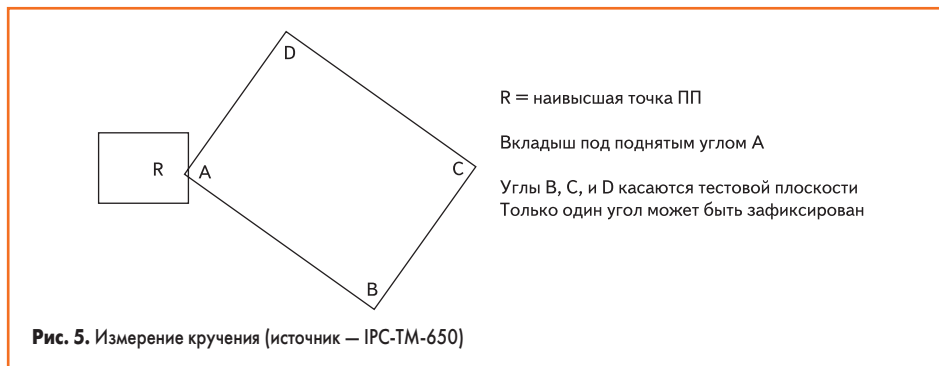 D
R = наивысшая точка ПП
Вкладыш под поднятым углом A
R
A
C
Углы B, C, и D касаются тестовой плоскости
Только один угол может быть зафиксирован
B
Рис. 5. Измерение кручения (источник — IPC-TM-650)